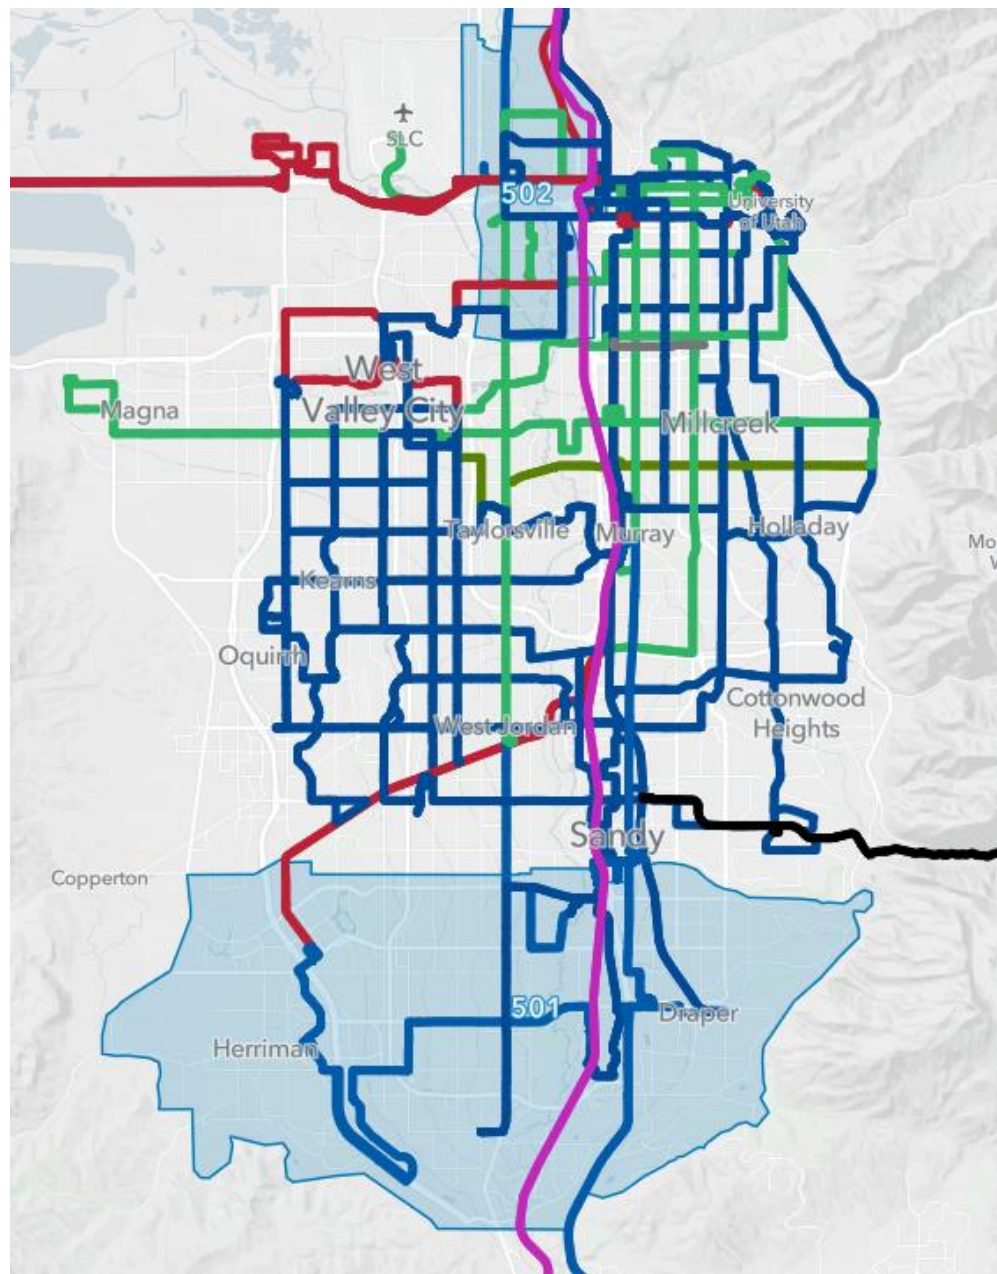 SLC
502
University
of Utah
West
Valley City
Magna
Millcreek
Taylorsville
Murray
Holladay
Mo
W
Kearns
Oquirrh
Cottonwood
Heights
West Jordan
Sandy
Copperton
501
Draper
Herriman